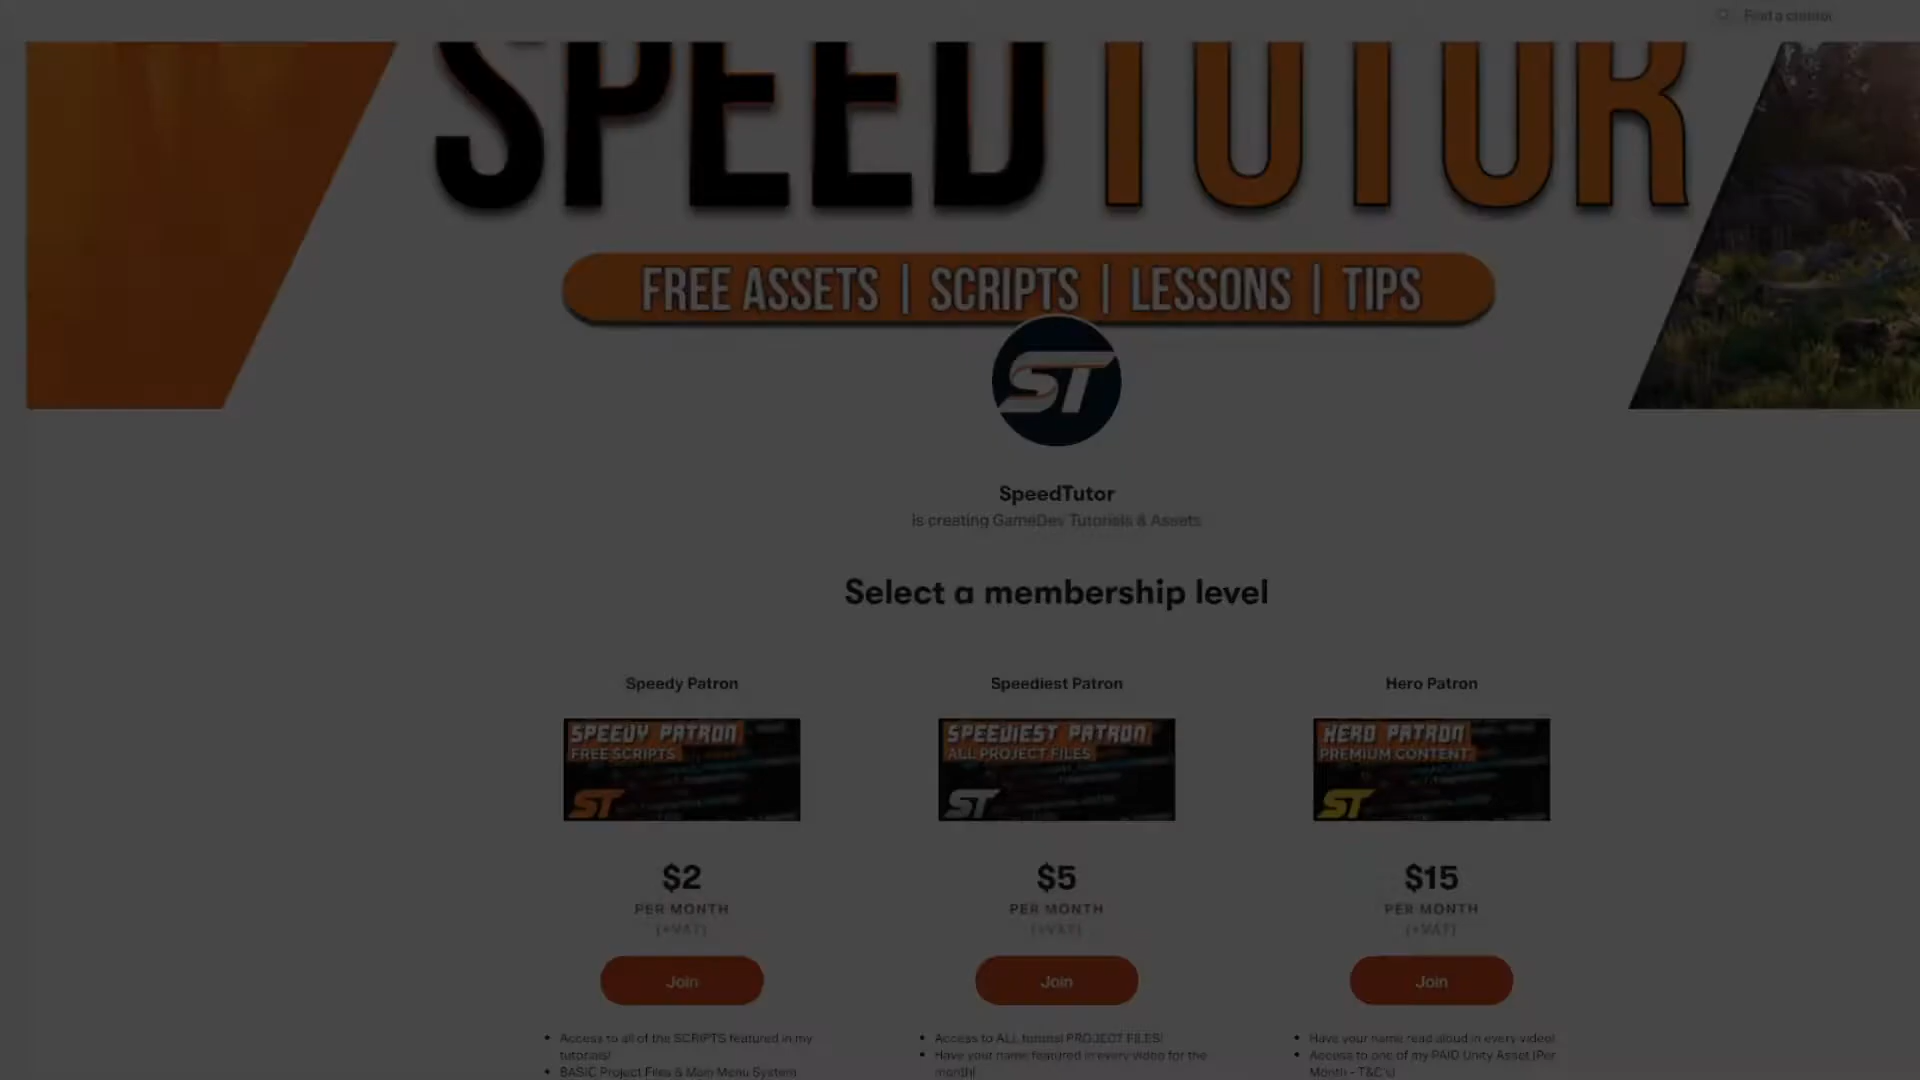 Find a creator
SPEEDTUTOR
FREE ASSETS | SCRIPTS | LESSONS | TIPS
ST
SpeedTutor
is creating GameDev Tutorials & Assets
Select a membership level
Speedy Patron
SPEEDY PATRON
FREE SCRIPTS
ST
$2
PER MONTH
(+VAT)
Join
Access to all of the SCRIPTS featured in my
tutorials!
BASIC Project Files & Main Menu System
Speediest Patron
SPEEDIEST PATRON
ALL PROJECT FILES
ST
$5
PER MONTH
(+VAT)
Join
Access to ALL tutorial PROJECT FILES!
Have your name featured in every video for the
month!
Hero Patron
HERO PATRON
PREMIUM CONTENT
ST
$15
PER MONTH
(+VAT)
Join
Have your name read aloud in every video!
Access to one of my PAID Unity Asset (Per
Month - T&C's)